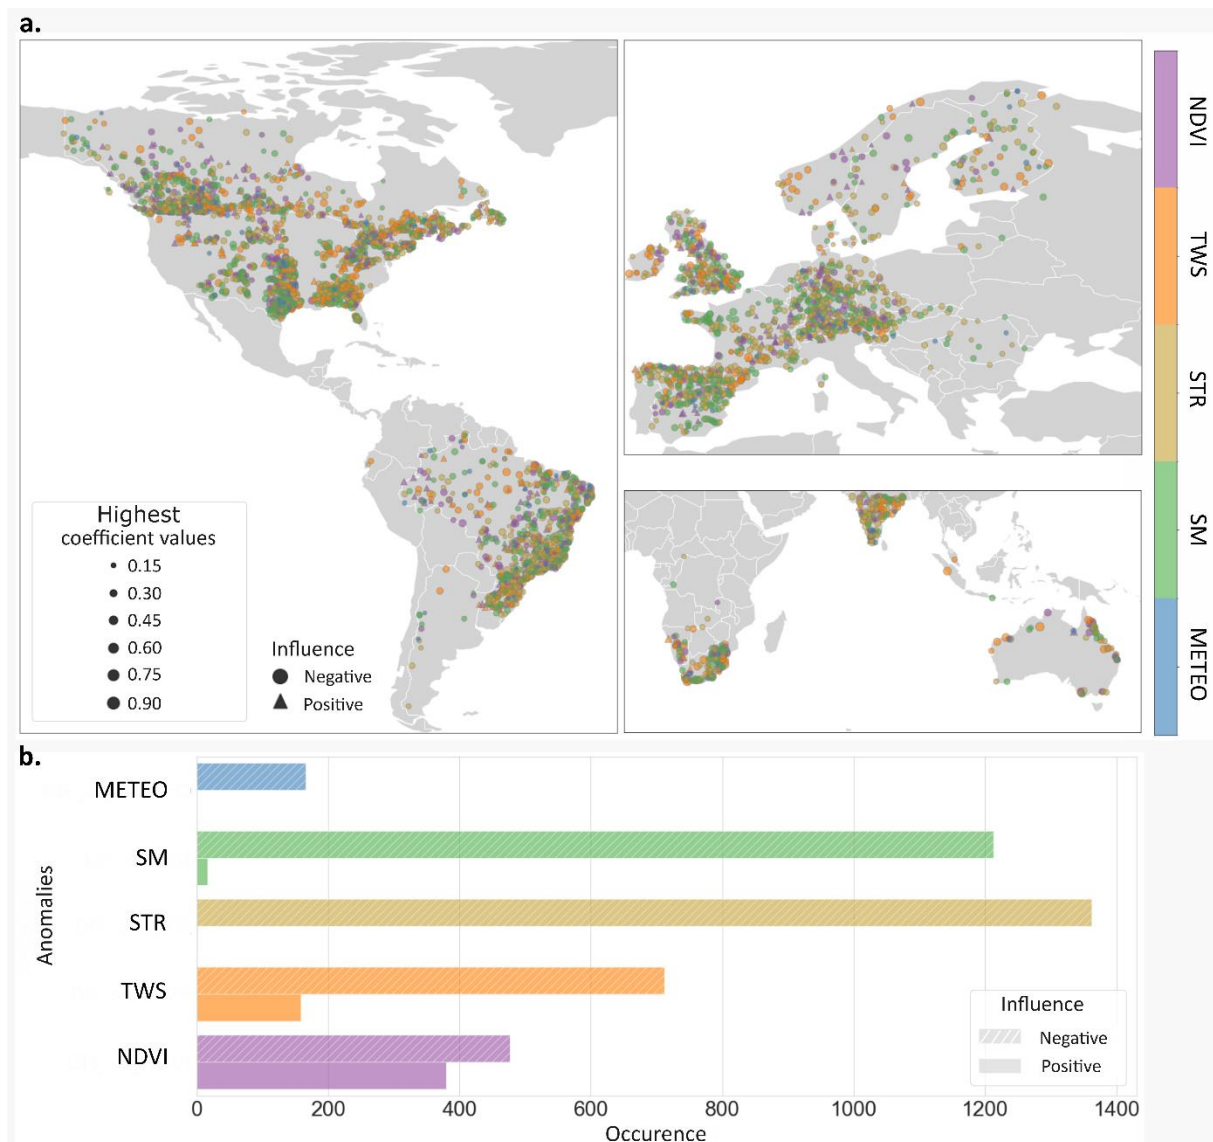 a.
Highest
coefficient values
0.15
0.30
0.45
0.60
0.75
0.90
Influence
Negative
Positive
NDVI
TWS
STR
SM
METEO
b.
METEO
SM
STR
TWS
NDVI
Anomalies
Influence
Negative
Positive
0 200 400 600 800 1000 1200 1400
Occurence